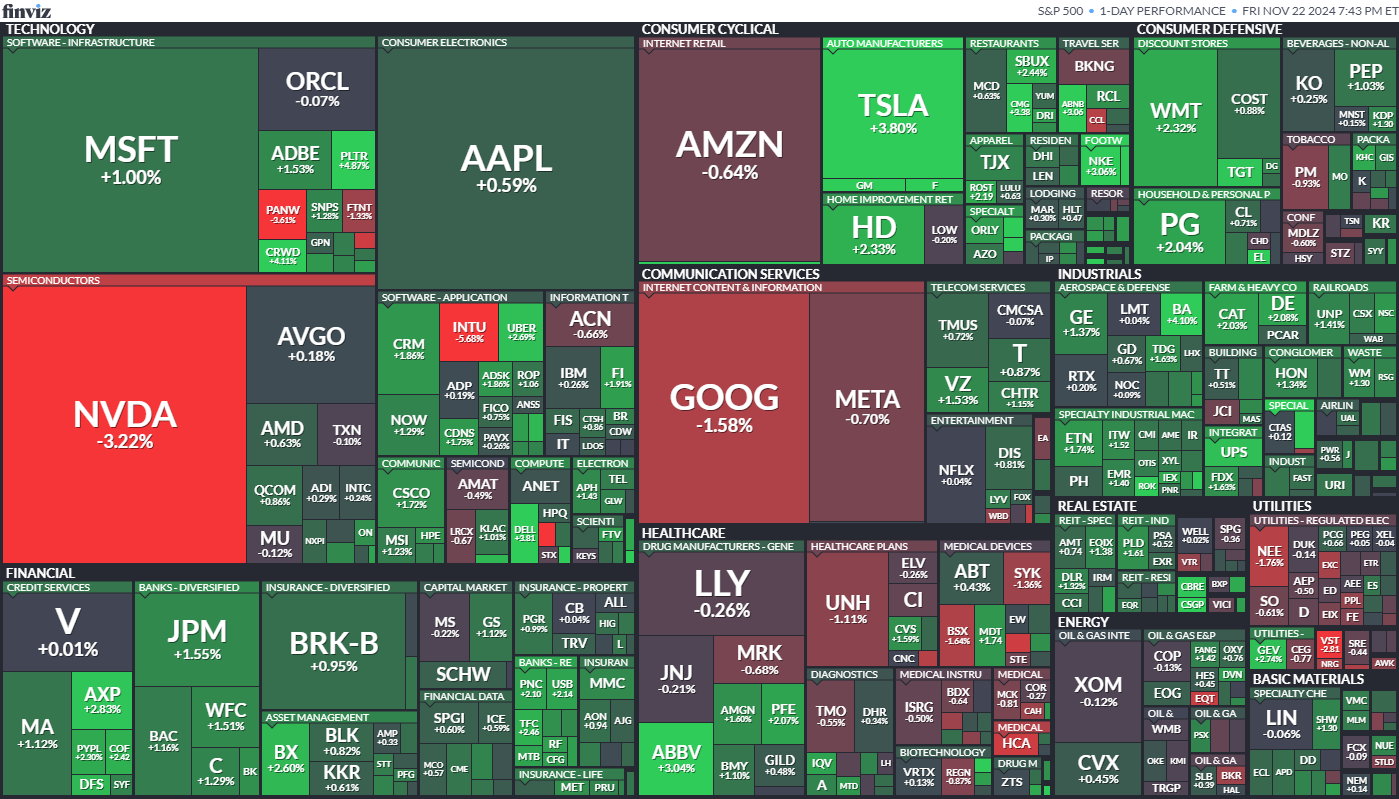 finviz
S&P 500 • 1-DAY PERFORMANCE • FRI NOV 22 2024 7:43 PM ET
TECHNOLOGY
SOFTWARE - INFRASTRUCTURE
MSFT
+1.00%
ORCL
-0.07%
ADBE
+1.53%
PLTR
+4.87%
PANW
-3.61%
SNPS
+1.28%
FTNT
-1.33%
CRWD
+4.11%
GPN
CONSUMER ELECTRONICS
AAPL
+0.59%
SEMICONDUCTORS
NVDA
-3.22%
AVGO
+0.18%
AMD
+0.63%
TXN
-0.10%
QCOM
+0.86%
ADI
+0.29%
INTC
+0.24%
MU
-0.12%
NXPI
ON
SOFTWARE - APPLICATION
CRM
+1.86%
INTU
-5.68%
UBER
+2.69%
NOW
+1.29%
ADP
+0.19%
ADSK
+1.86%
ROP
+1.06
FICO
+0.75%
ANSS
CDNS
+1.75%
PAYX
+0.26%
INFORMATION T
ACN
-0.66%
IBM
+0.26%
FI
+1.91%
FIS
CTSH
+0.86
BR
CDW
IT
LDOS
COMMUNIC
CSCO
+1.72%
MSI
+1.23%
HPE
SEMICOND
AMAT
-0.49%
LRCX
-0.67
KLAC
+1.01%
COMPUTE
ANET
DELL
+3.81
HPQ
STX
ELECTRON
APH
+1.43
TEL
GLW
SCIENTI
FTV
KEYS
FINANCIAL
CREDIT SERVICES
V
+0.01%
MA
+1.12%
AXP
+2.83%
PYPL
+2.30%
COF
+2.42
DFS
SYF
BANKS - DIVERSIFIED
JPM
+1.55%
BAC
+1.16%
WFC
+1.51%
C
+1.29%
BK
INSURANCE - DIVERSIFIED
BRK-B
+0.95%
ASSET MANAGEMENT
BX
+2.60%
BLK
+0.82%
KKR
+0.61%
AMP
+0.33
STT
PFG
CAPITAL MARKET
MS
-0.22%
GS
+1.12%
SCHW
FINANCIAL DATA
SPGI
+0.60%
ICE
+0.59%
MCO
+0.57
CME
INSURANCE - PROPERT
PGR
+0.99%
CB
+0.04%
ALL
HIG
TRV
L
BANKS - RE
PNC
+2.10
USB
+2.14
TFC
+2.46
RF
MTB
CFG
INSURAN
MMC
AON
+0.94
AJG
INSURANCE - LIFE
MET
PRU
CONSUMER CYCLICAL
INTERNET RETAIL
AMZN
-0.64%
AUTO MANUFACTURERS
TSLA
+3.80%
GM
F
HOME IMPROVEMENT RET
HD
+2.33%
LOW
-0.20%
RESTAURANTS
MCD
+0.63%
SBUX
+2.44%
CMG
+3.38
YUM
DRI
TRAVEL SER
BKNG
ABNB
+3.06
RCL
CCL
APPAREL
TJX
ROST
+2.19
LULU
+0.63
RESIDEN
DHI
LEN
FOOTW
NKE
+3.06%
LODGING
MAR
+0.30%
HLT
+0.47
RESOR
SPECIALT
ORLY
AZO
PACKAGI
IP
COMMUNICATION SERVICES
INTERNET CONTENT & INFORMATION
GOOG
-1.58%
META
-0.70%
TELECOM SERVICES
TMUS
+0.72%
CMCSA
-0.07%
T
+0.87%
VZ
+1.53%
CHTR
+1.15%
ENTERTAINMENT
NFLX
+0.04%
DIS
+0.81%
EA
LYV
FOX
WBD
HEALTHCARE
DRUG MANUFACTURERS - GENE
LLY
-0.26%
JNJ
-0.21%
MRK
-0.68%
ABBV
+3.04%
AMGN
+1.60%
PFE
+2.07%
BMY
+1.10%
GILD
+0.48%
HEALTHCARE PLANS
UNH
-1.11%
ELV
-0.26%
CI
CVS
+1.59%
CNC
MEDICAL DEVICES
ABT
+0.43%
SYK
-1.36%
BSX
-1.64%
MDT
+1.74
EW
STE
DIAGNOSTICS
TMO
-0.55%
DHR
+0.34%
IQV
A
MTD
LH
MEDICAL INSTRU
ISRG
-0.50%
BDX
-0.64
BIOTECHNOLOGY
VRTX
+0.13%
REGN
-0.87%
MEDICAL
MCK
-0.81
COR
-0.27
CAH
MEDICAL
HCA
DRUG M
ZTS
CONSUMER DEFENSIVE
DISCOUNT STORES
WMT
+2.32%
COST
+0.88%
TGT
DG
HOUSEHOLD & PERSONAL P
PG
+2.04%
CL
+0.71%
CHD
EL
BEVERAGES - NON-AL
KO
+0.25%
PEP
+1.03%
MNST
+0.15%
KDP
+1.30
TOBACCO
PM
-0.93%
MO
PACKA
KHC
GIS
K
CONF
MDLZ
-0.60%
HSY
TSN
STZ
KR
SYY
INDUSTRIALS
AEROSPACE & DEFENSE
GE
+1.37%
LMT
+0.04%
BA
+4.10%
RTX
+0.20%
GD
+0.67%
TDG
+1.63%
LHX
NOC
+0.09%
SPECIALTY INDUSTRIAL MAC
ETN
+1.74%
ITW
+1.52
CMI
AME
IR
PH
EMR
+1.40
OTIS
XYL
ROK
IEX
PNR
FARM & HEAVY CO
CAT
+2.03%
DE
+2.08%
PCAR
RAILROADS
UNP
+1.41%
CSX
NSC
WAB
BUILDING
TT
+0.51%
JCI
MAS
CONGLOMER
HON
+1.34%
WASTE
WM
+1.30
RSG
INTEGRAT
UPS
FDX
+1.63%
SPECIAL
CTAS
+0.12
AIRLIN
UAL
INDUST
FAST
PWR
+0.56
J
URI
REAL ESTATE
REIT - SPEC
AMT
+0.74
EQIX
+1.38
DLR
+1.32%
IRM
CCI
REIT - IND
PLD
+1.61
PSA
+0.52
EXR
REIT - RESI
EQR
WELL
+0.02%
VTR
SPG
-0.36
CBRE
CSGP
BXP
VICI
UTILITIES
UTILITIES - REGULATED ELEC
NEE
-1.76%
DUK
-0.14
PCG
+0.66
PEG
+0.05
XEL
-0.04
SO
-0.61%
AEP
-0.50
EXC
ETR
D
ED
AEE
ES
PPL
EIX
FE
UTILITIES -
GEV
+2.74%
CEG
-0.77
VST
-2.81
NRG
SRE
-0.44
AWK
ENERGY
OIL & GAS INTE
XOM
-0.12%
CVX
+0.45%
OIL & GAS E&P
COP
-0.13%
FANG
+1.42
OXY
+0.76
EOG
HES
+0.45
DVN
EQT
OIL &
WMB
OKE
KMI
TRGP
OIL & GA
PSX
OIL & GA
SLB
+0.39
BKR
HAL
BASIC MATERIALS
SPECIALTY CHE
LIN
-0.06%
SHW
+1.30
ECL
APD
DD
VMC
MLM
FCX
-0.09
NUE
STLD
NEM
+0.14